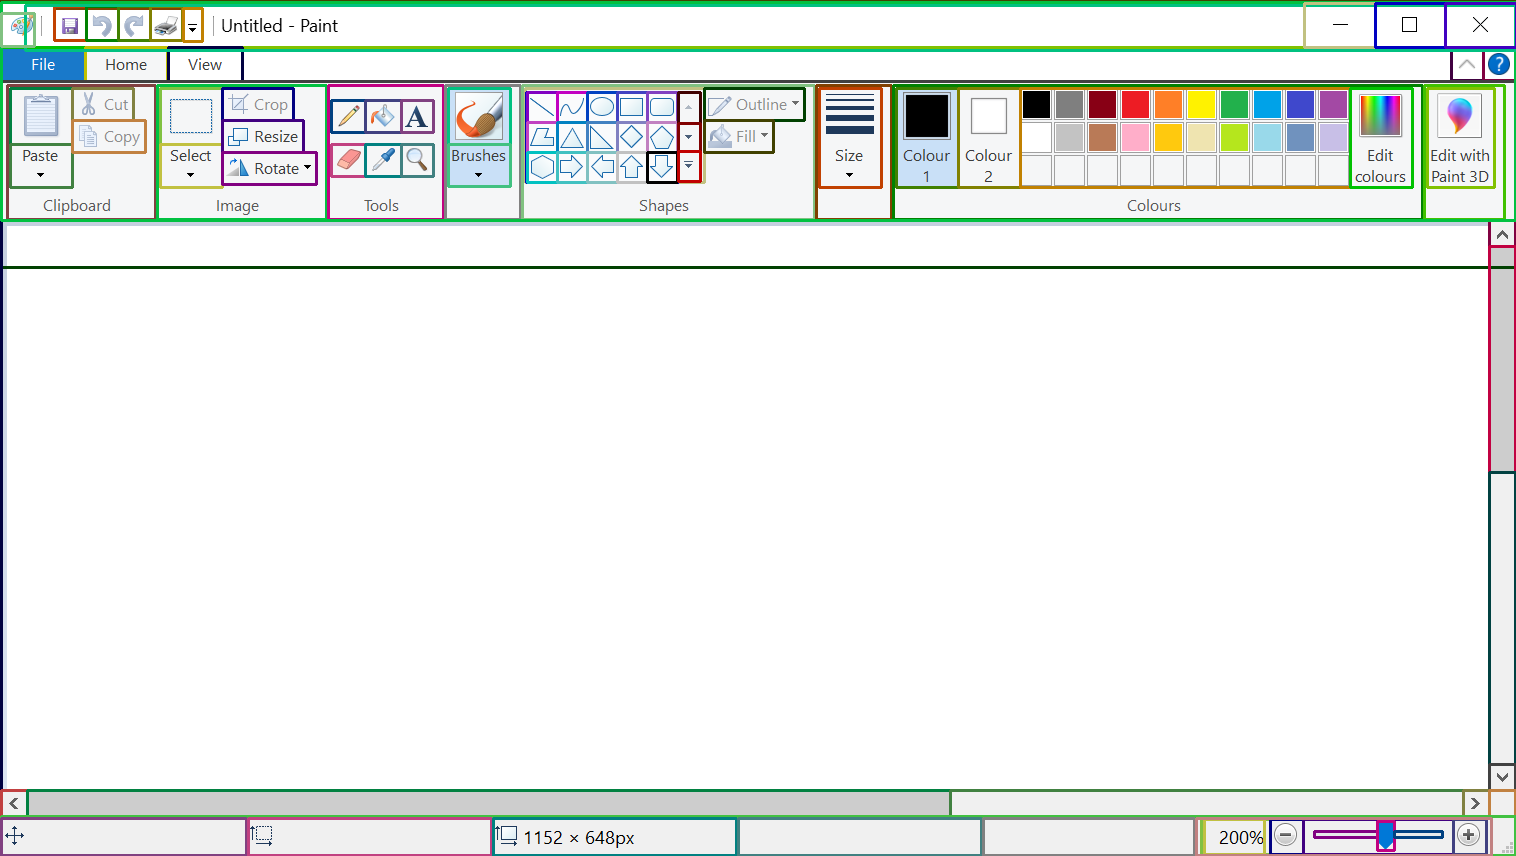 Untitled - Paint
File Home View
Paste
Cut
Copy
Clipboard
Select
Crop
Resize
Rotate
Image
A
Tools
Brushes
Outline
Fill
Shapes
Size
Colour
1
Colour
2
Edit
colours
Colours
Edit with
Paint 3D
1152 × 648px
200%